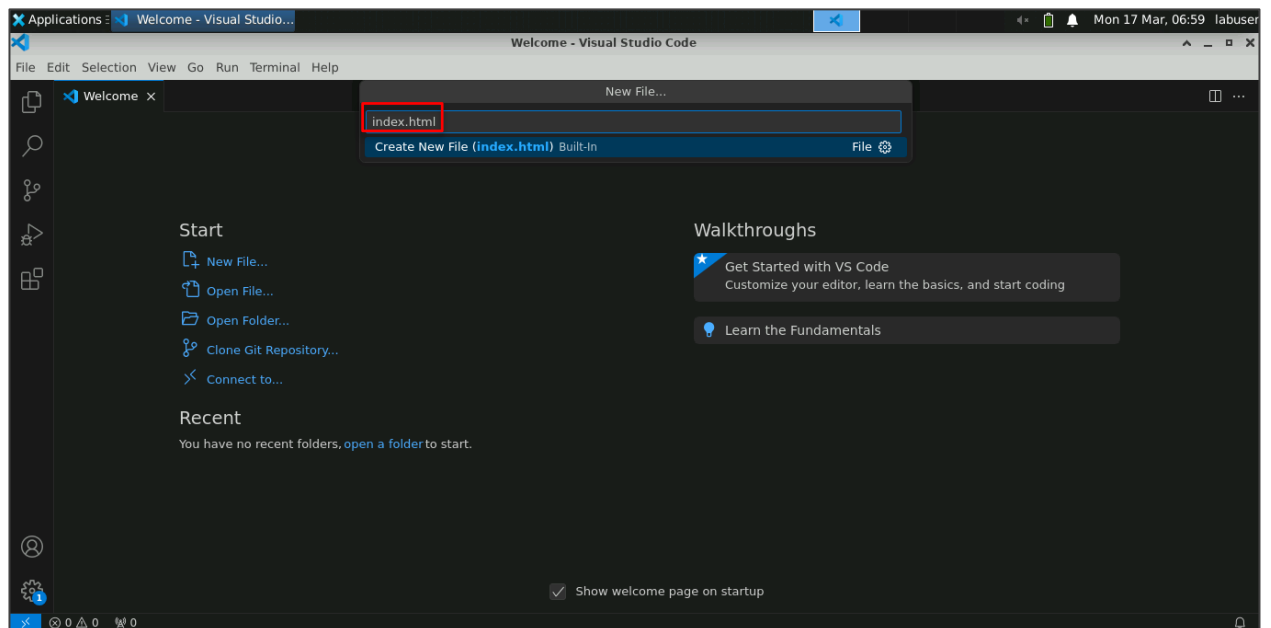 Applications Welcome - Visual Studio... Mon 17 Mar, 06:59 labuser
Welcome - Visual Studio Code
File Edit Selection View Go Run Terminal Help
Welcome
New File...
index.html
Create New File (index.html) Built-In File
Start
New File...
Open File...
Open Folder...
Clone Git Repository...
Connect to...
Recent
You have no recent folders, open a folder to start.
Walkthroughs
Get Started with VS Code
Customize your editor, learn the basics, and start coding
Learn the Fundamentals
1
Show welcome page on startup
0 0 0